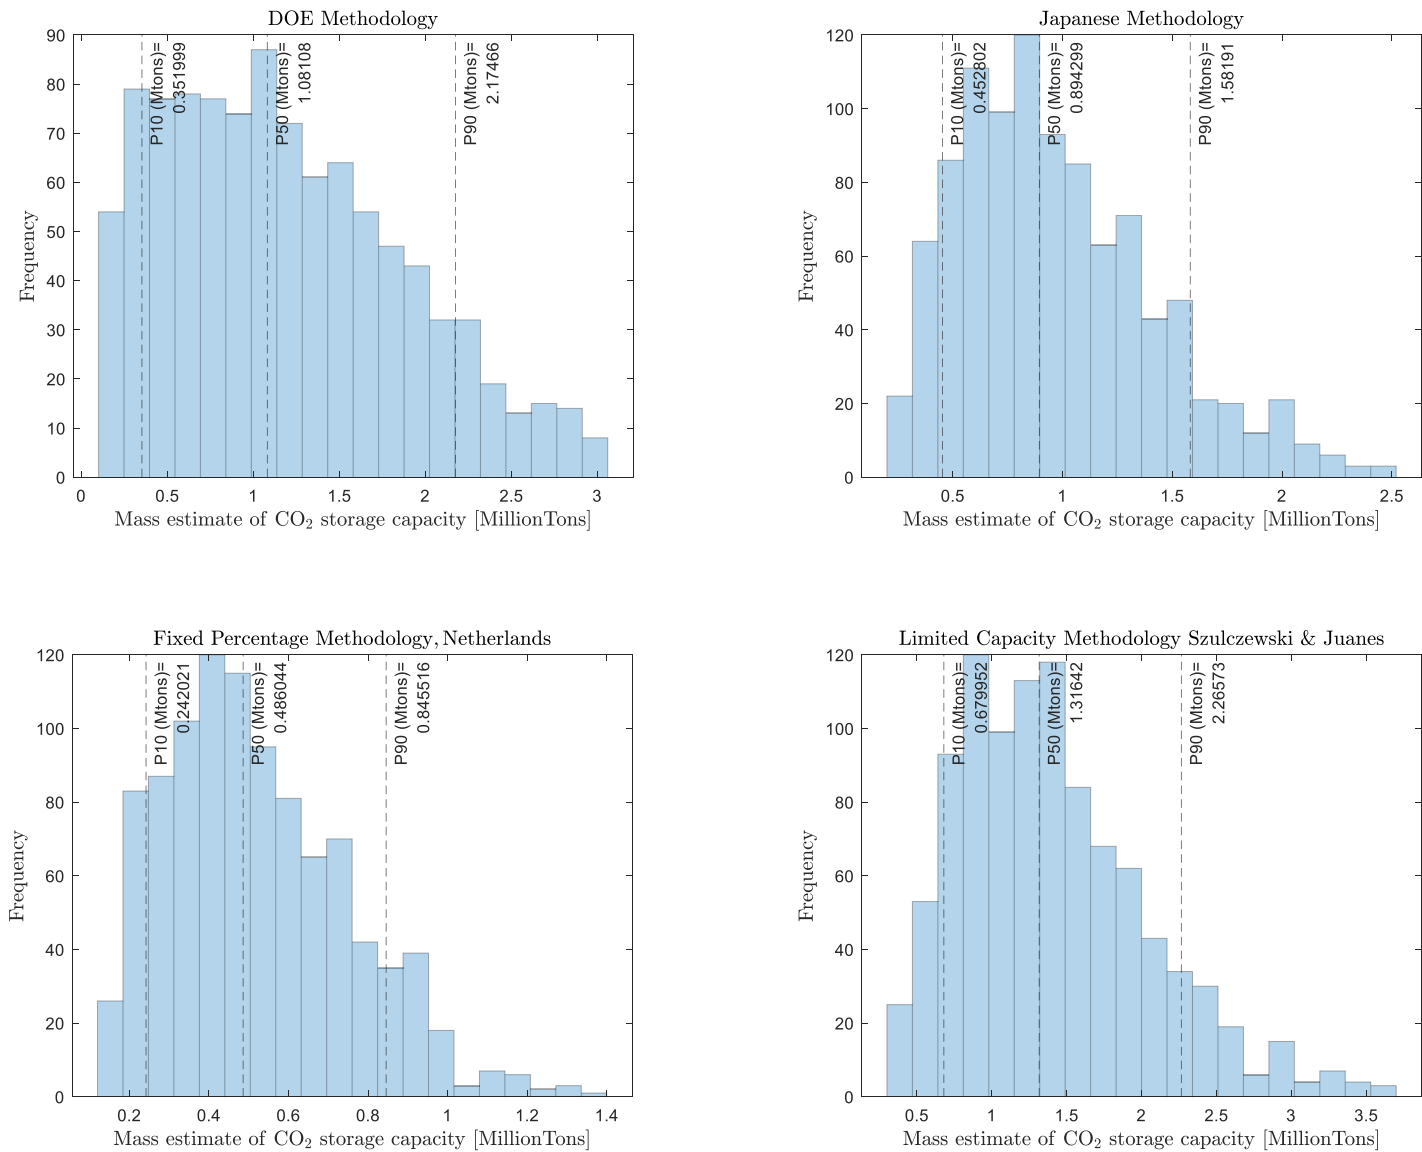 DOE Methodology
90
80
70
60
50
40
30
20
10
0
Frequency
P10 (Mtons)=
0.351999
P50 (Mtons)=
1.08108
P90 (Mtons)=
2.17466
0 0.5 1 1.5 2 2.5 3
Mass estimate of CO₂ storage capacity [MillionTons]
Japanese Methodology
120
100
80
60
40
20
0
Frequency
P10 (Mtons)=
0.452802
P50 (Mtons)=
0.894299
P90 (Mtons)=
1.58191
0.5 1 1.5 2 2.5
Mass estimate of CO₂ storage capacity [MillionTons]
Fixed Percentage Methodology, Netherlands
120
100
80
60
40
20
0
Frequency
P10 (Mtons)=
0.242021
P50 (Mtons)=
0.486044
P90 (Mtons)=
0.845516
0.2 0.4 0.6 0.8 1 1.2 1.4
Mass estimate of CO₂ storage capacity [MillionTons]
Limited Capacity Methodology Szulczewski & Juanes
120
100
80
60
40
20
0
Frequency
P10 (Mtons)=
0.679952
P50 (Mtons)=
1.31642
P90 (Mtons)=
2.26573
0.5 1 1.5 2 2.5 3 3.5
Mass estimate of CO₂ storage capacity [MillionTons]